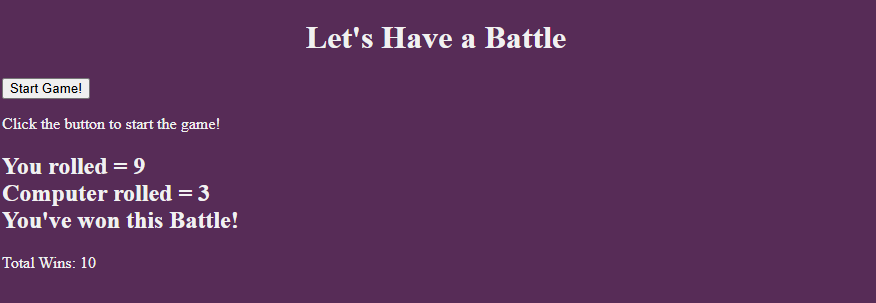 Let's Have a Battle
Start Game!
Click the button to start the game!
You rolled = 9
Computer rolled = 3
You've won this Battle!
Total Wins: 10